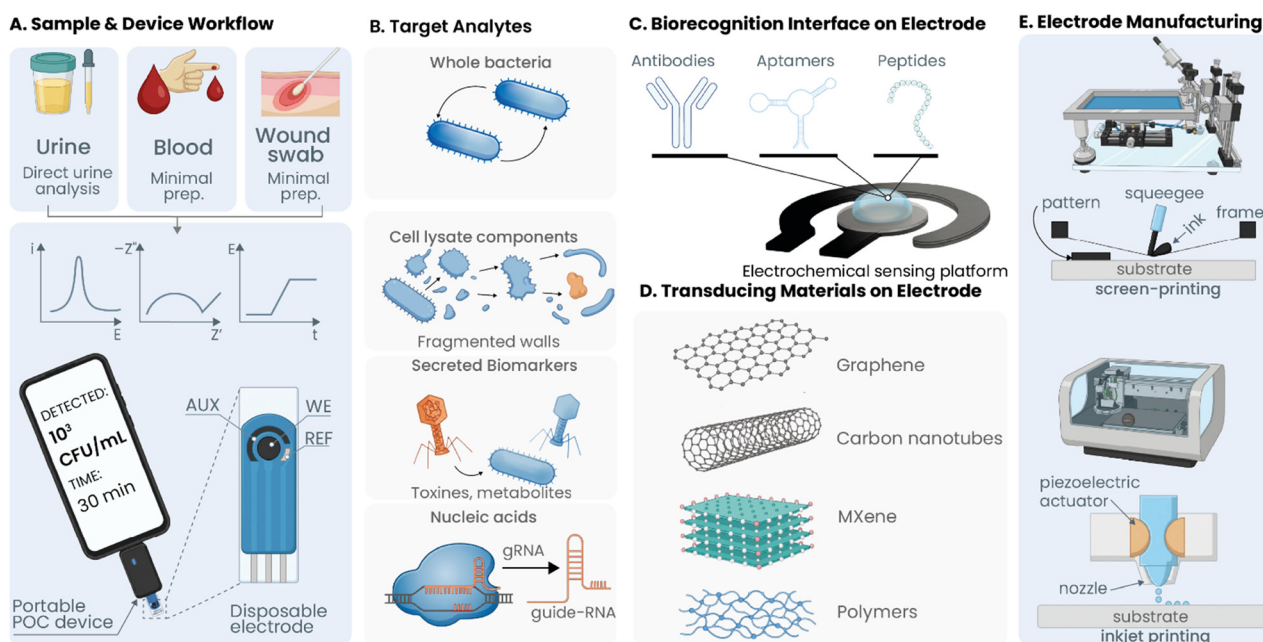 A. Sample & Device Workflow
Urine
Direct urine
analysis
Blood
Minimal
prep.
Wound
swab
Minimal
prep.
i
E
-Z"
Z'
E
t
DETECTED:
10³
CFU/mL
TIME:
30 min
AUX
WE
REF
Portable
POC device
Disposable
electrode
B. Target Analytes
Whole bacteria
Cell lysate components
Fragmented walls
Secreted Biomarkers
Toxines, metabolites
Nucleic acids
gRNA
guide-RNA
C. Biorecognition Interface on Electrode
Antibodies
Aptamers
Peptides
Electrochemical sensing platform
D. Transducing Materials on Electrode
Graphene
Carbon nanotubes
MXene
Polymers
E. Electrode Manufacturing
squeegee
pattern
ink
frame
substrate
screen-printing
piezoelectric
actuator
nozzle
substrate
inkjet printing